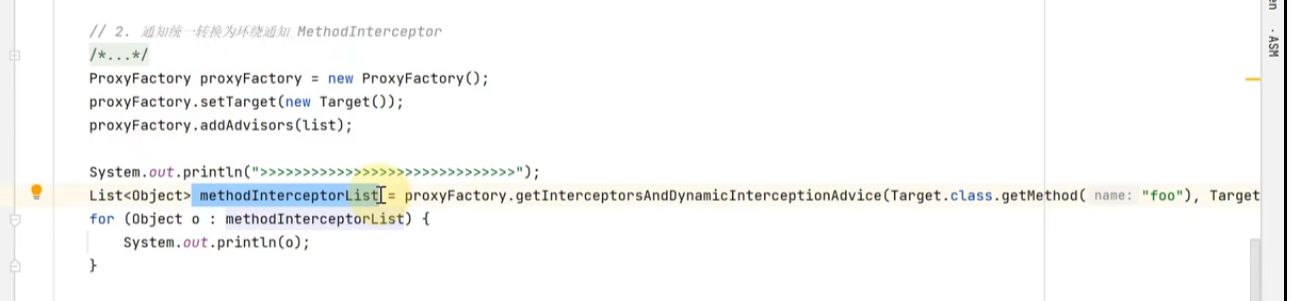 en
ASM
// 2. 通知统一转换为环绕通知 MethodInterceptor
/*...*/
ProxyFactory proxyFactory = new ProxyFactory();
proxyFactory.setTarget(new Target());
proxyFactory.addAdvisors(list);
System.out.println(">>>>>>>>>>>>>>>>>>>>>>>>>>>>>>");
List<Object> methodInterceptorList = proxyFactory.getInterceptorsAndDynamicInterceptionAdvice(Target.class.getMethod( name: "foo"), Target
for (Object o : methodInterceptorList) {
System.out.println(o);
}